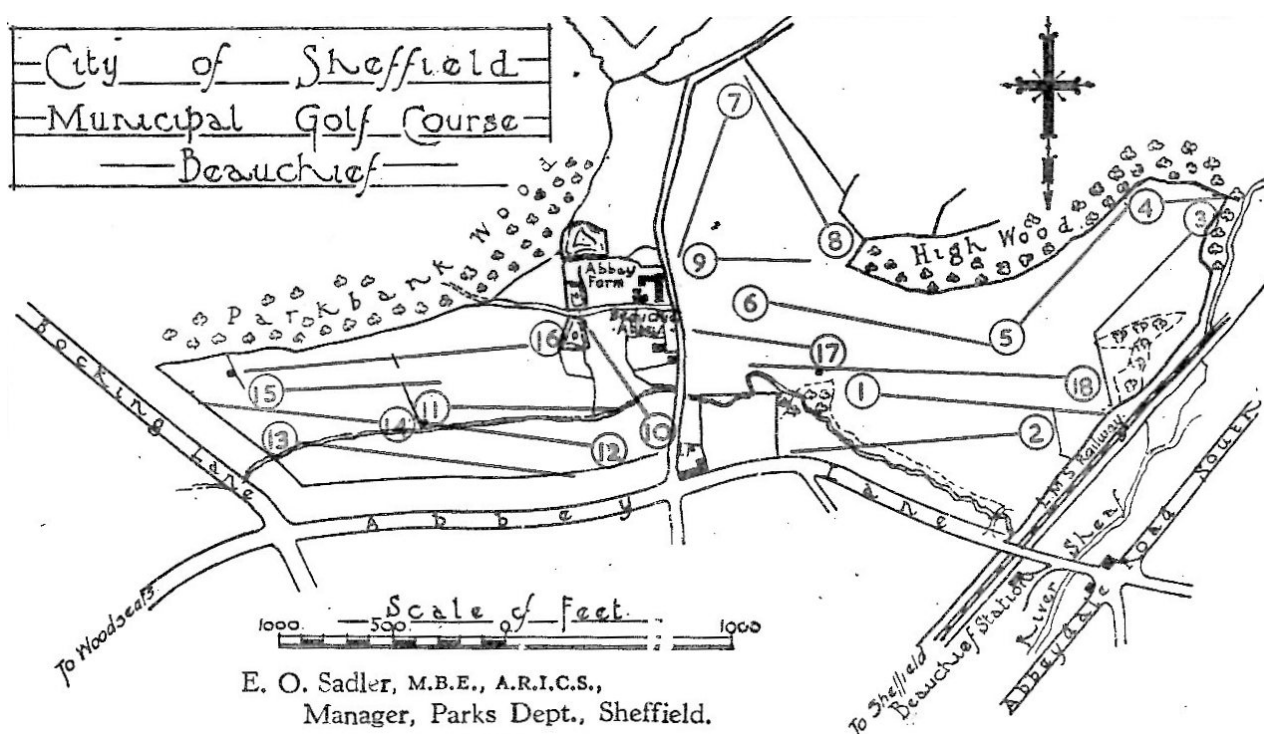 City of Sheffield
Municipal Golf Course
Beauchief
Parkbank Wood
High Wood
Abbey
Farm
Beauchief
Abbey
7
8
9
4
3
6
5
16
17
15
11
1
18
14
13
12
10
2
Bocking Lane
Abbey Lane
L.M.S Railway
River Sheaf
Abbeydale Road South
To Woodseats
To Sheffield
Beauchief Station
Scale of Feet
1000. 500. 0 1000
E. O. Sadler, M.B.E., A.R.I.C.S.,
Manager, Parks Dept., Sheffield.